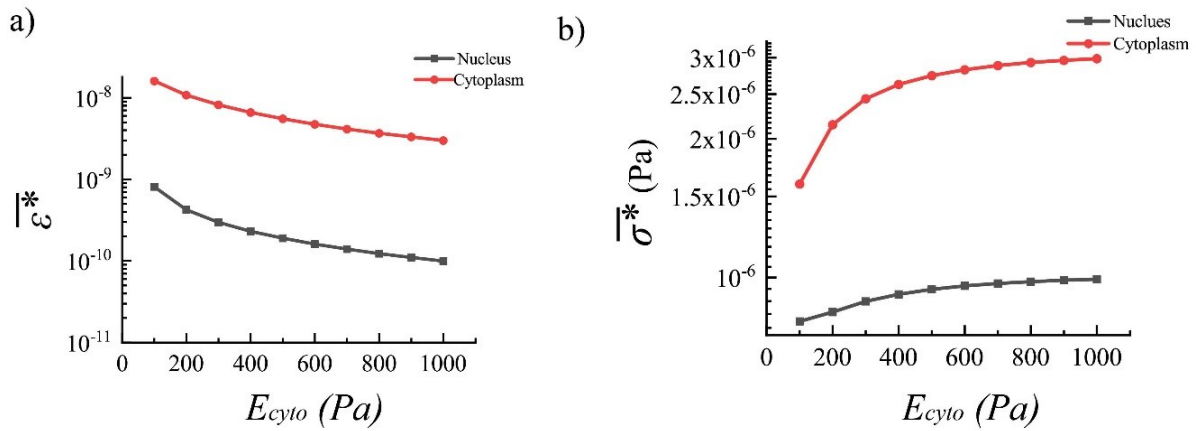 a)
Nucleus
Cytoplasm
10⁻⁸
10⁻⁹
10⁻¹⁰
10⁻¹¹
ε̅*
0 200 400 600 800 1000
Ecyto (Pa)
b)
Nuclues
Cytoplasm
3x10⁻⁶
2.5x10⁻⁶
2x10⁻⁶
1.5x10⁻⁶
10⁻⁶
σ̅* (Pa)
0 200 400 600 800 1000
Ecyto (Pa)